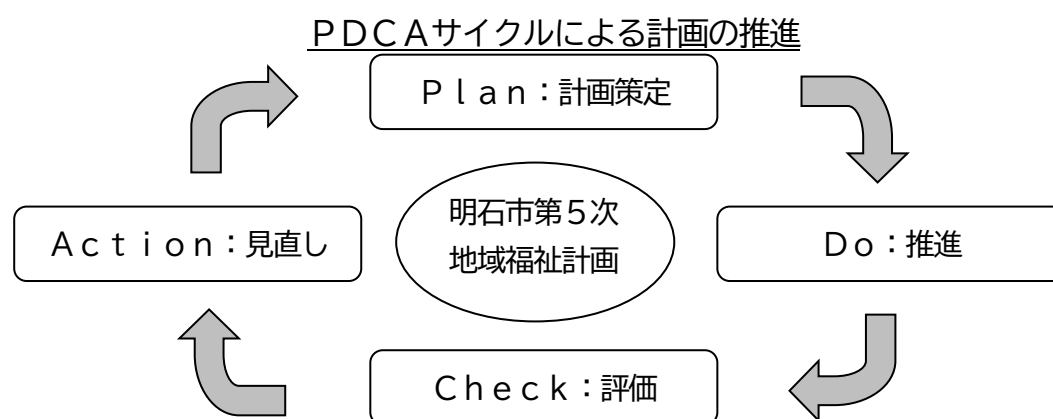 ＰＤＣＡサイクルによる計画の推進
Ｐｌａｎ：計画策定
明石市第５次
地域福祉計画
Ａｃｔｉｏｎ：見直し
Ｄｏ：推進
Ｃｈｅｃｋ：評価